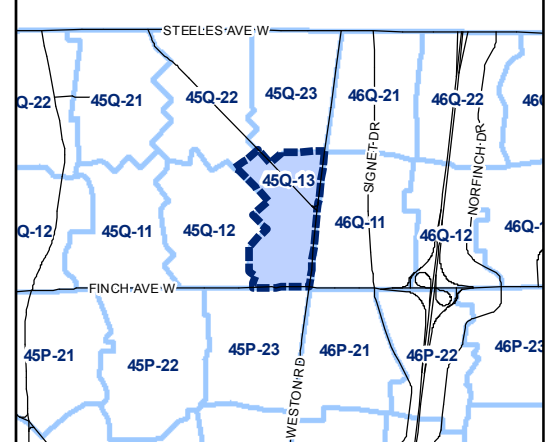 STEELES AVE W
Q-22
45Q-21
45Q-22
45Q-23
46Q-21
46Q-22
SIGNET DR
NORFINCH DR
45Q-13
Q-12
45Q-11
45Q-12
46Q-11
46Q-12
FINCH AVE W
45P-21
45P-22
45P-23
46P-21
46P-22
46P-23
WESTON RD